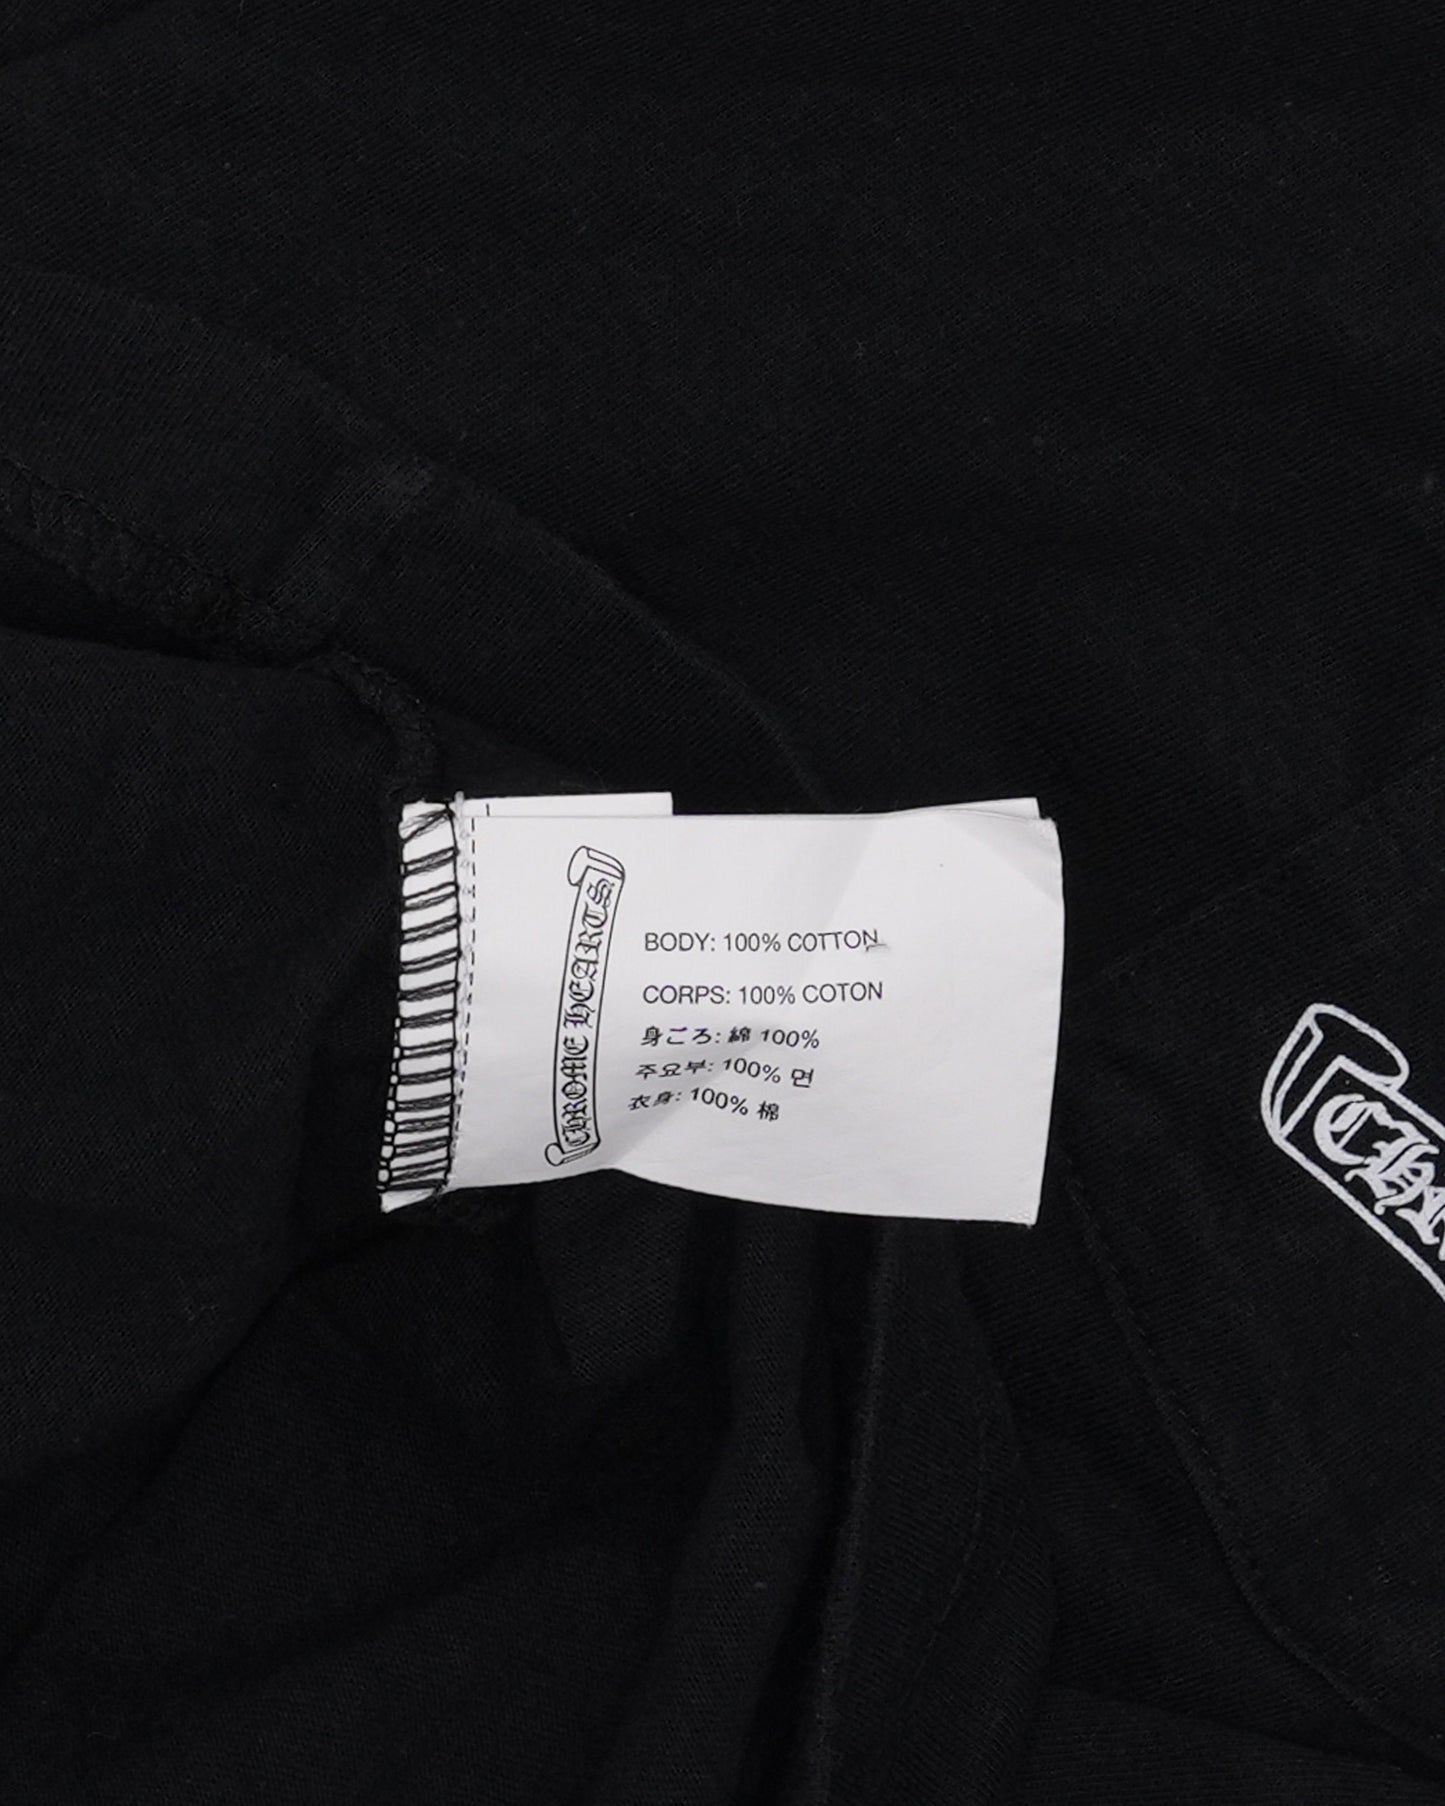 CHROME HEARTS
BODY: 100% COTTON
CORPS: 100% COTON
身ごろ: 綿 100%
주요부: 100% 면
衣身: 100% 棉